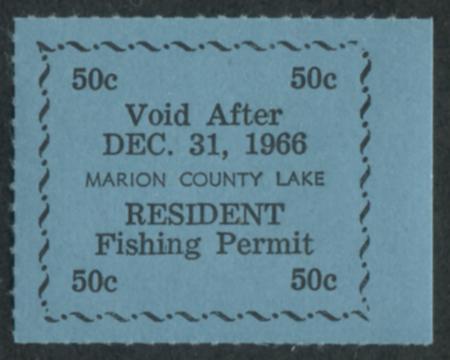 50c 50c
Void After
DEC. 31, 1966
MARION COUNTY LAKE
RESIDENT
Fishing Permit
50c 50c